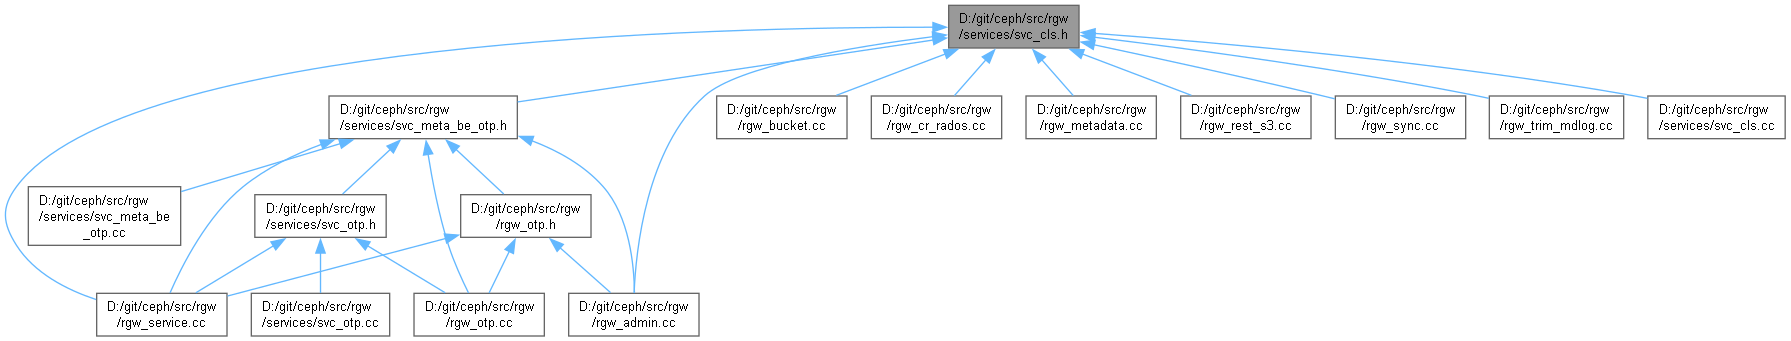 D:/git/ceph/src/rgw
/services/svc_cls.h
D:/git/ceph/src/rgw
/services/svc_meta_be_otp.h
D:/git/ceph/src/rgw
/rgw_bucket.cc
D:/git/ceph/src/rgw
/rgw_cr_rados.cc
D:/git/ceph/src/rgw
/rgw_metadata.cc
D:/git/ceph/src/rgw
/rgw_rest_s3.cc
D:/git/ceph/src/rgw
/rgw_sync.cc
D:/git/ceph/src/rgw
/rgw_trim_mdlog.cc
D:/git/ceph/src/rgw
/services/svc_cls.cc
D:/git/ceph/src/rgw
/services/svc_meta_be
_otp.cc
D:/git/ceph/src/rgw
/services/svc_otp.h
D:/git/ceph/src/rgw
/rgw_otp.h
D:/git/ceph/src/rgw
/rgw_service.cc
D:/git/ceph/src/rgw
/services/svc_otp.cc
D:/git/ceph/src/rgw
/rgw_otp.cc
D:/git/ceph/src/rgw
/rgw_admin.cc